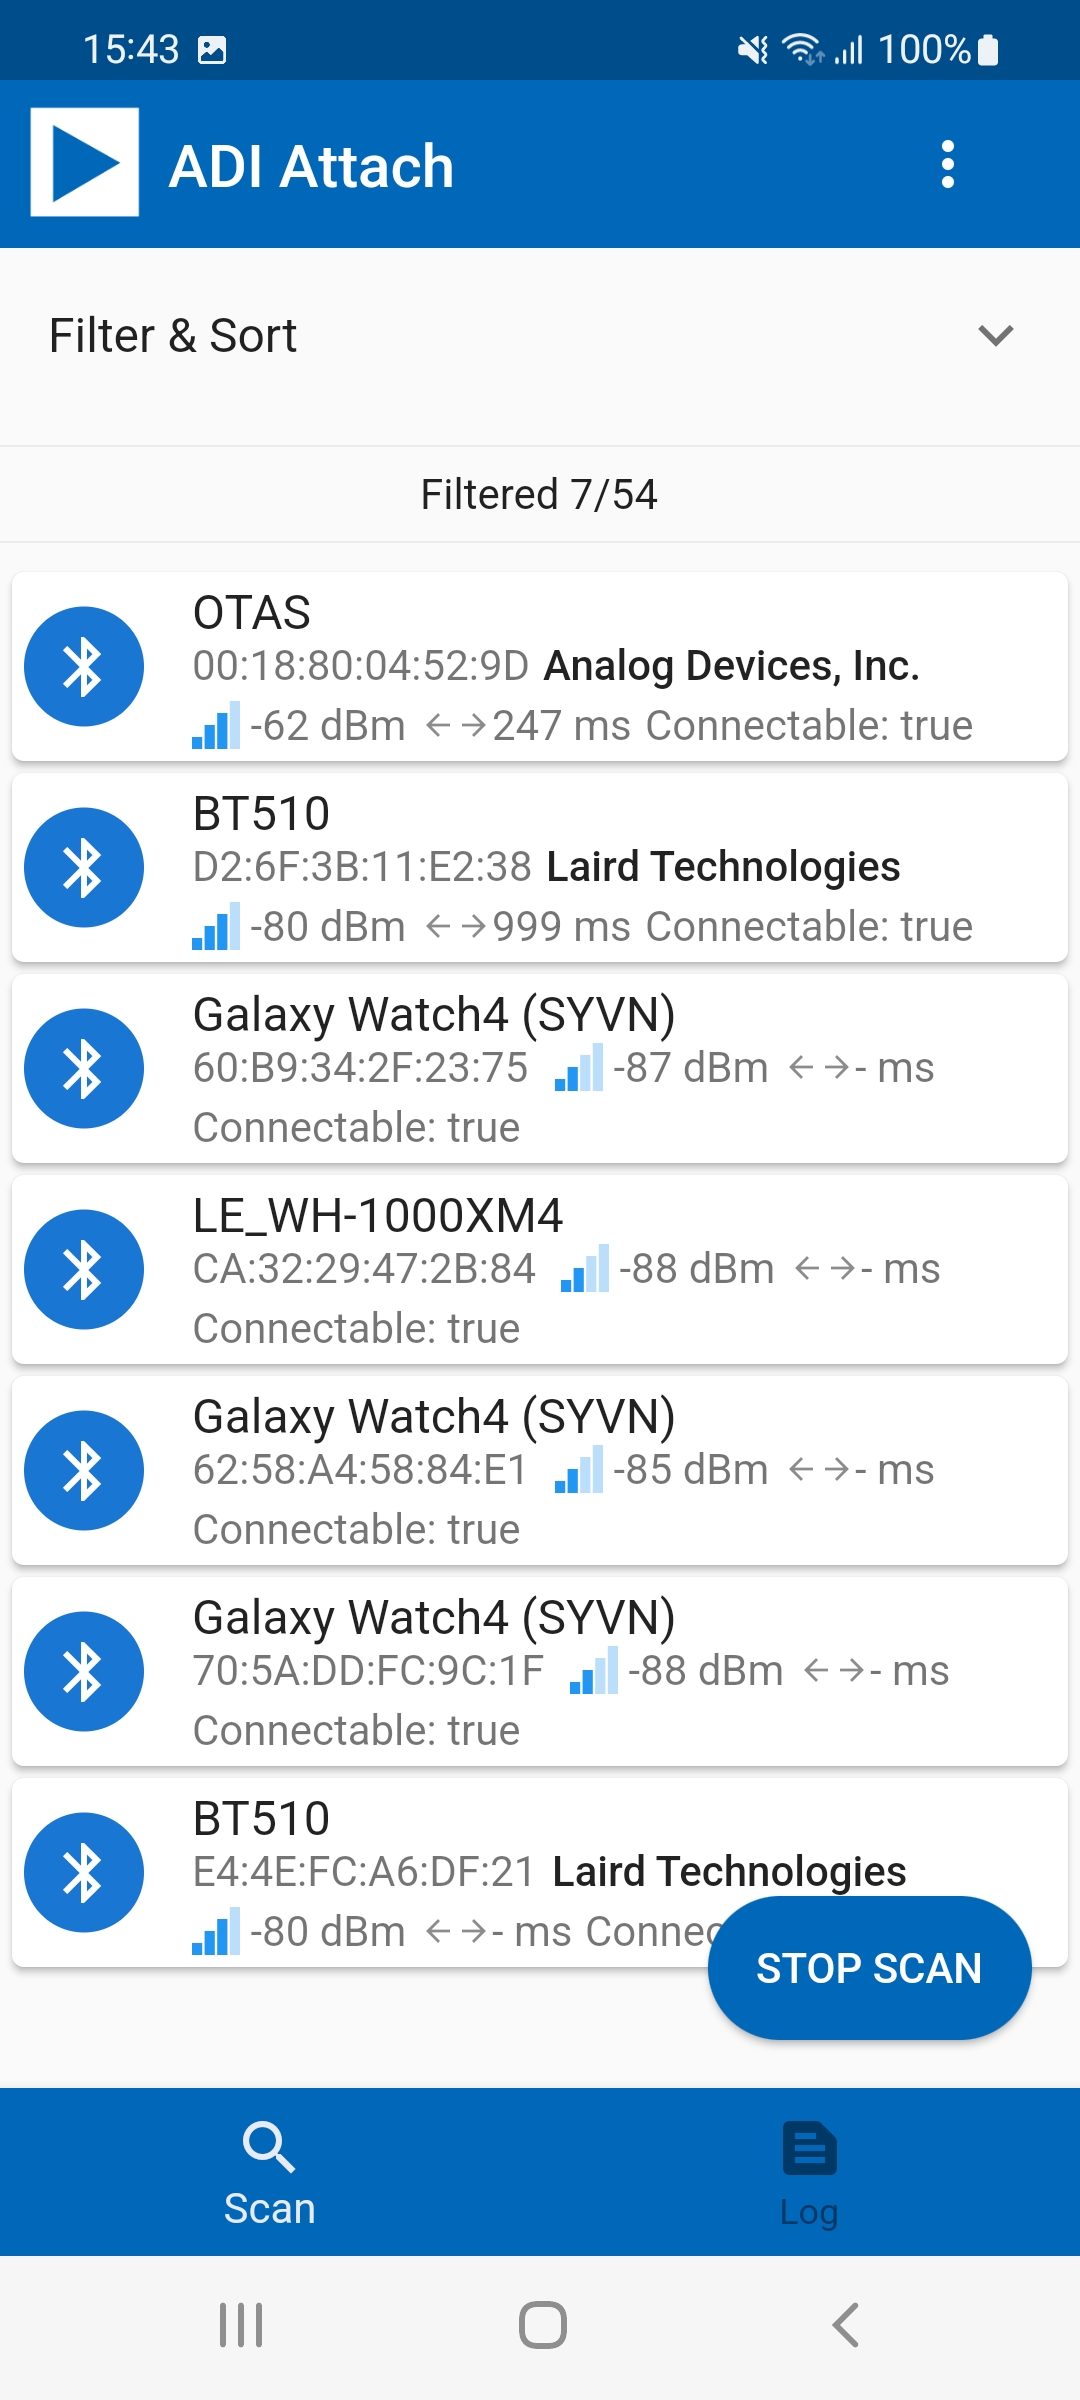 15:43 100%
ADI Attach
Filter & Sort
Filtered 7/54
OTAS
00:18:80:04:52:9D Analog Devices, Inc.
-62 dBm ←→247 ms Connectable: true
BT510
D2:6F:3B:11:E2:38 Laird Technologies
-80 dBm ←→999 ms Connectable: true
Galaxy Watch4 (SYVN)
60:B9:34:2F:23:75 -87 dBm ←→- ms
Connectable: true
LE_WH-1000XM4
CA:32:29:47:2B:84 -88 dBm ←→- ms
Connectable: true
Galaxy Watch4 (SYVN)
62:58:A4:58:84:E1 -85 dBm ←→- ms
Connectable: true
Galaxy Watch4 (SYVN)
70:5A:DD:FC:9C:1F -88 dBm ←→- ms
Connectable: true
BT510
E4:4E:FC:A6:DF:21 Laird Technologies
-80 dBm ←→- ms
STOP SCAN
Scan Log